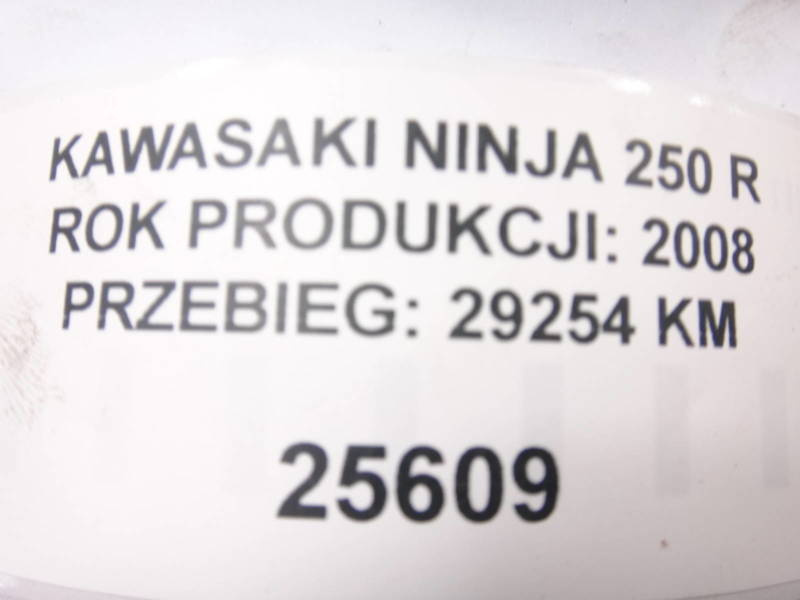 KAWASAKI NINJA 250 R
ROK PRODUKCJI: 2008
PRZEBIEG: 29254 KM
25609